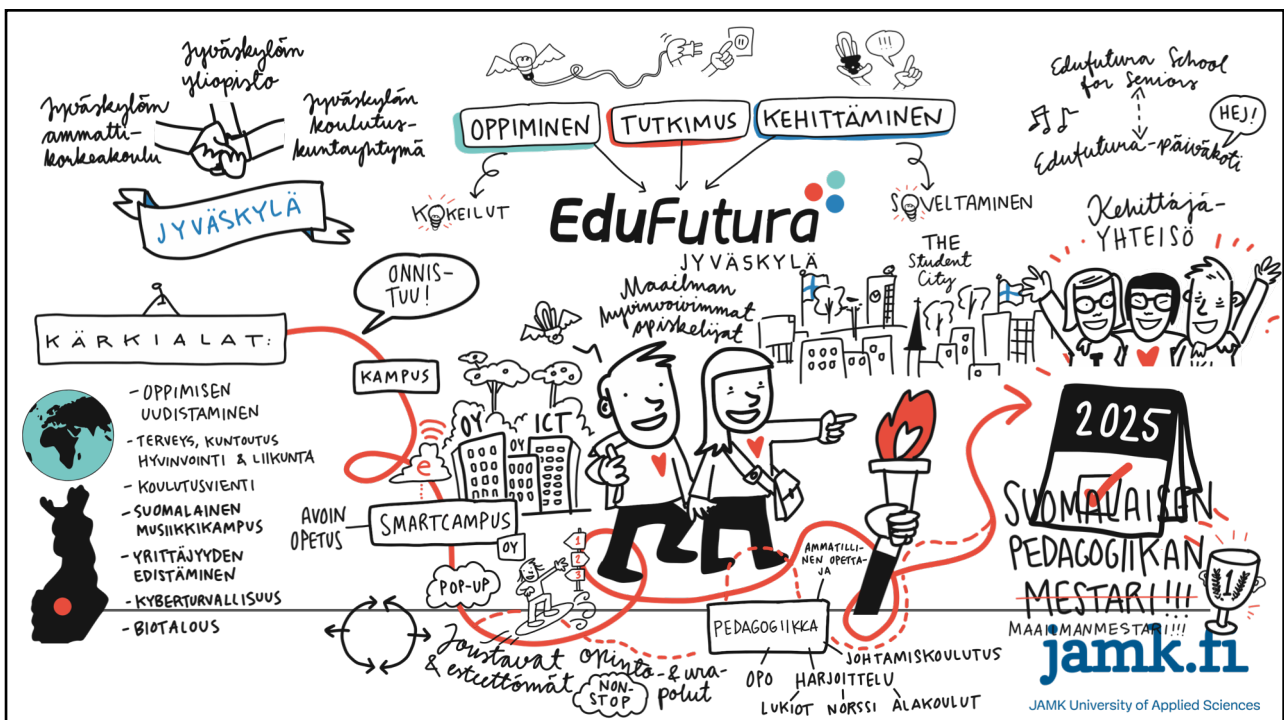 Jyväskylän
yliopisto
Jyväskylän
ammatti-
korkeakoulu
Jyväskylän
koulutus-
kuntayhtymä
JYVÄSKYLÄ
!!!
OPPIMINEN
TUTKIMUS
KEHITTÄMINEN
KOKEILUT
SOVELTAMINEN
EduFutura
JYVÄSKYLÄ
Edufutura School
for Seniors
HEJ!
Edufutura-päiväkoti
Kehittäjä-
YHTEISÖ
THE
Student
City
Maailman
hyvinvoivimmat
opiskelijat
ONNIS-
TUU!
KÄRKIALAT:
- OPPIMISEN
UUDISTAMINEN
- TERVEYS, KUNTOUTUS
HYVINVOINTI & LIIKUNTA
- KOULUTUSVIENTI
- SUOMALAINEN
MUSIIKKIKAMPUS
- YRITTÄJYYDEN
EDISTÄMINEN
- KYBERTURVALLISUUS
- BIOTALOUS
KAMPUS
OY
OY
ICT
e
AVOIN
OPETUS
SMARTCAMPUS
OY
POP-UP
1
2
3
Joustavat opinto- & ura-
& esteettömät polut
NON-
STOP
AMMATILLI-
NEN OPETTA-
JA
PEDAGOGIIKKA
JOHTAMISKOULUTUS
OPO HARJOITTELU
LUKIOT NORSSI ALAKOULUT
2025
SUOMALAISEN
PEDAGOGIIKAN
MESTARI!!!
MAAILMANMESTARI!!!
1
jamk.fi
JAMK University of Applied Sciences